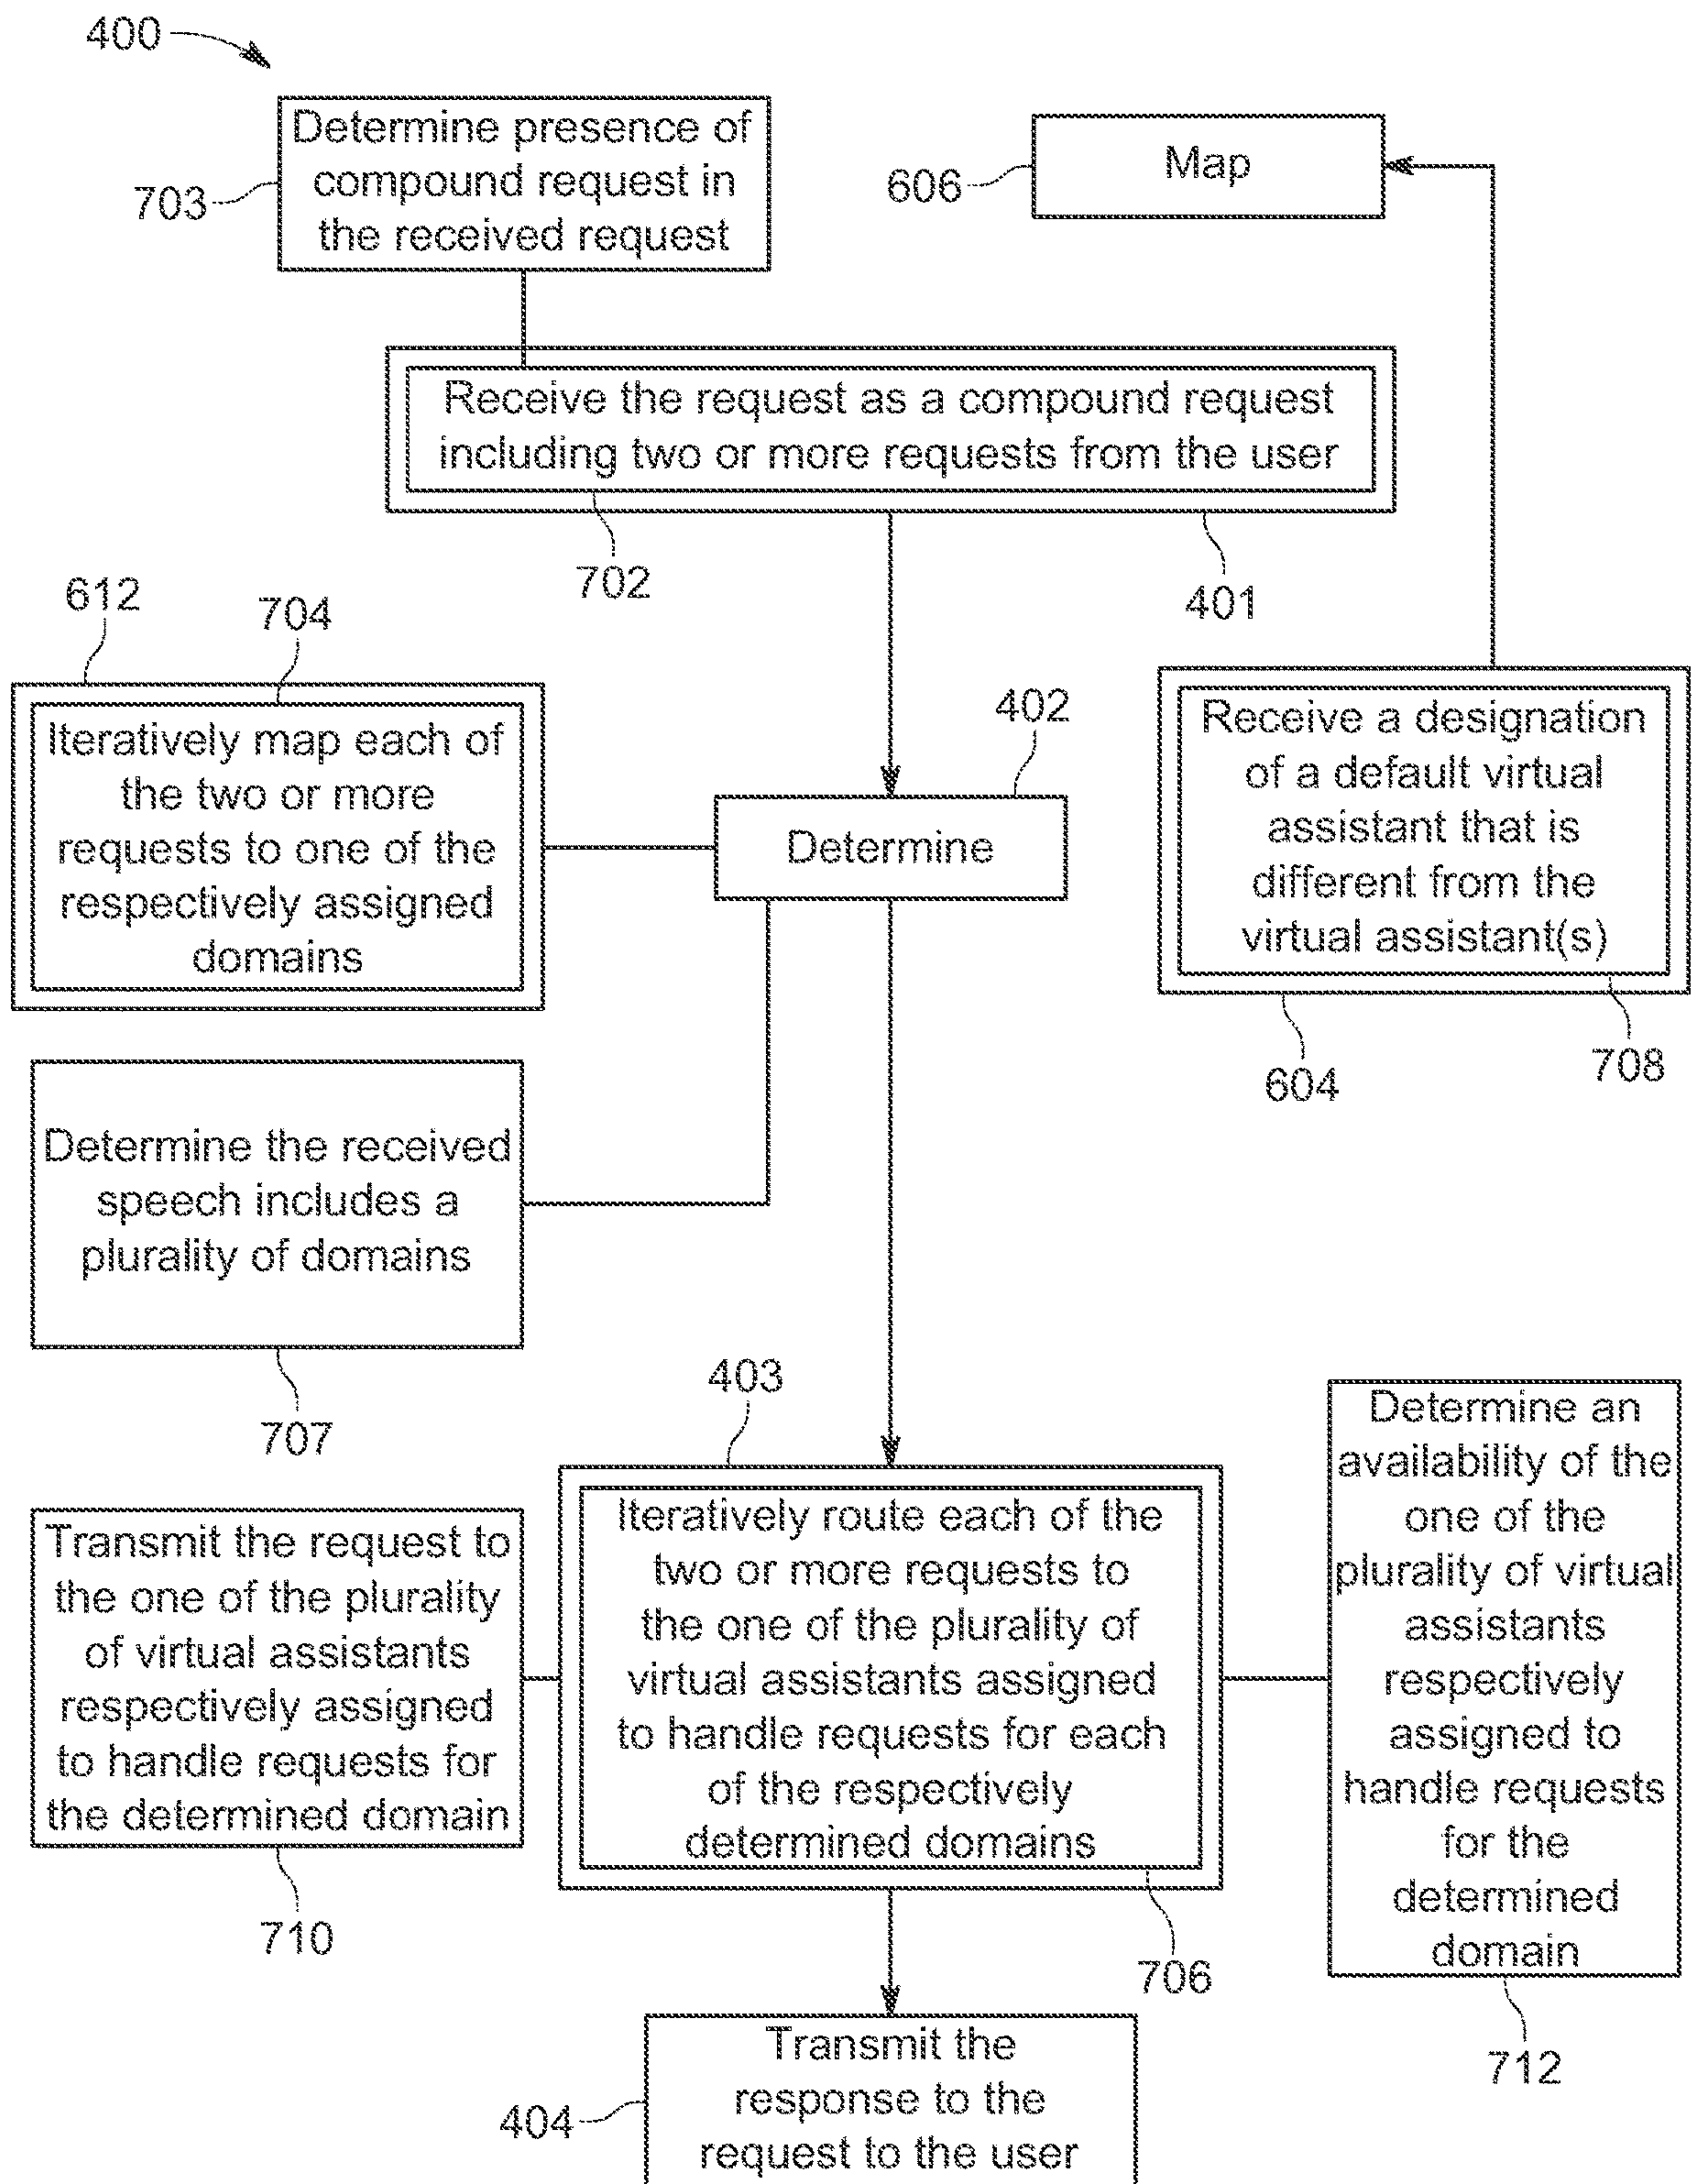 400
Determine presence of
compound request in
the received request
703
Map
606
Receive the request as a compound request
including two or more requests from the user
702
401
612
704
Iteratively map each of
the two or more
requests to one of the
respectively assigned
domains
402
Determine
Receive a designation
of a default virtual
assistant that is
different from the
virtual assistant(s)
604
708
Determine the received
speech includes a
plurality of domains
707
403
Iteratively route each of the
two or more requests to
the one of the plurality of
virtual assistants assigned
to handle requests for each
of the respectively
determined domains
706
Transmit the request to
the one of the plurality
of virtual assistants
respectively assigned
to handle requests for
the determined domain
710
Determine an
availability of the
one of the
plurality of virtual
assistants
respectively
assigned to
handle requests
for the
determined
domain
712
Transmit the
response to the
request to the user
404